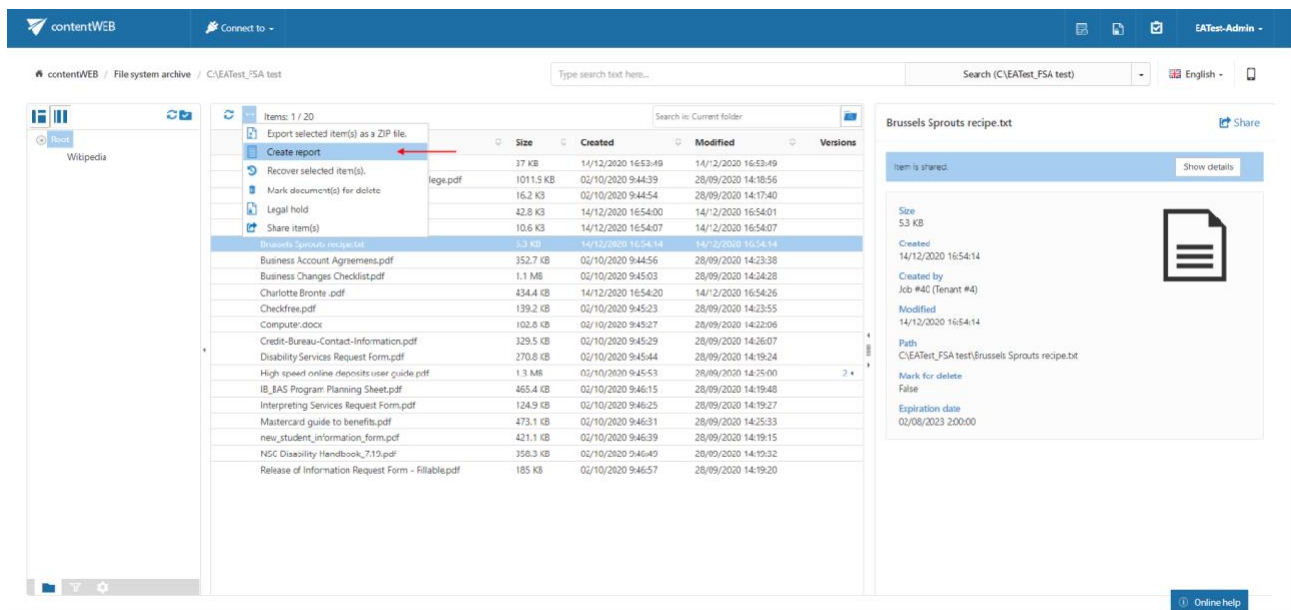 contentWEB
Connect to
EATest-Admin
contentWEB / File system archive / C:\EATest_FSA test
Type search text here...
Search (C:\EATest_FSA test)
English
Items: 1 / 20
Search in: Current folder
Root
Wikipedia
Export selected item(s) as a ZIP file.
Create report
Recover selected item(s).
Mark document(s) for delete
Legal hold
Share item(s)
Size Created Modified Versions
37 KB 14/12/2020 16:53:49 14/12/2020 16:53:49
lege.pdf 1011.9 KB 02/10/2020 9:44:39 28/09/2020 14:18:56
16.2 KB 02/10/2020 9:44:54 28/09/2020 14:17:40
42.8 KB 14/12/2020 16:54:00 14/12/2020 16:54:01
10.6 KB 14/12/2020 16:54:07 14/12/2020 16:54:07
Brussels Sprouts recipe.txt 5.3 KB 14/12/2020 16:54:14 14/12/2020 16:54:14
Business Account Agreemens.pdf 352.7 KB 02/10/2020 9:44:56 28/09/2020 14:23:38
Business Changes Checklist.pdf 1.1 MB 02/10/2020 9:45:03 28/09/2020 14:24:28
Charlotte Bronte .pdf 434.4 KB 14/12/2020 16:54:20 14/12/2020 16:54:26
Checkfree.pdf 139.2 KB 02/10/2020 9:45:23 28/09/2020 14:23:55
Computer.docx 102.8 KB 02/10/2020 9:45:27 28/09/2020 14:22:06
Credit-Bureau-Contact-Information.pdf 329.5 KB 02/10/2020 9:45:29 28/09/2020 14:26:07
Disability Services Request Form.pdf 270.8 KB 02/10/2020 9:45:44 28/09/2020 14:19:24
High speed online deposits user guide.pdf 1.3 MB 02/10/2020 9:45:53 28/09/2020 14:25:00 2
IB_BAS Program Planning Sheet.pdf 465.4 KB 02/10/2020 9:46:15 28/09/2020 14:19:48
Interpreting Services Request Form.pdf 124.9 KB 02/10/2020 9:46:25 28/09/2020 14:19:27
Mastercard guide to benefits.pdf 473.1 KB 02/10/2020 9:46:31 28/09/2020 14:25:33
new_student_information_form.pdf 421.1 KB 02/10/2020 9:46:39 28/09/2020 14:19:15
NSC Disability Handbook_7.19.pdf 358.3 KB 02/10/2020 9:46:49 28/09/2020 14:19:32
Release of Information Request Form - Fillable.pdf 185 KB 02/10/2020 9:46:57 28/09/2020 14:19:20
Brussels Sprouts recipe.txt
Share
Item is shared.
Show details
Size
5.3 KB
Created
14/12/2020 16:54:14
Created by
Job #40 (Tenant #4)
Modified
14/12/2020 16:54:14
Path
C:\EATest_FSA test\Brussels Sprouts recipe.txt
Mark for delete
False
Expiration date
02/08/2023 2:00:00
Online help